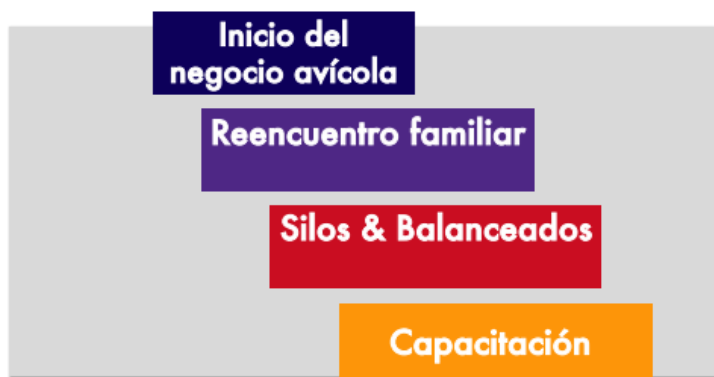 Inicio del
negocio avícola
Reencuentro familiar
Silos & Balanceados
Capacitación